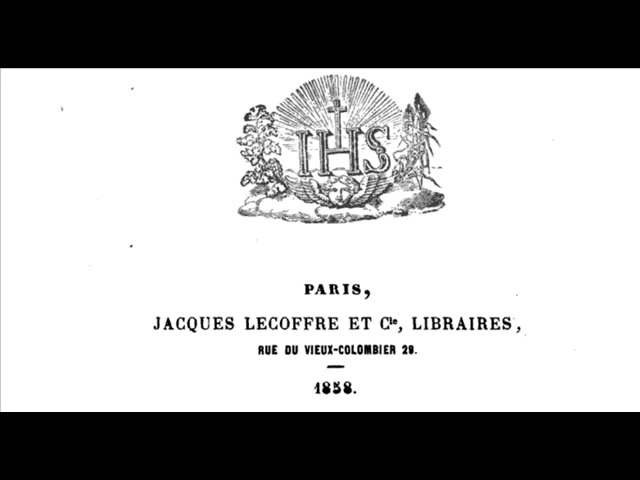 IHS
PARIS,
JACQUES LECOFFRE ET Cie, LIBRAIRES,
RUE DU VIEUX-COLOMBIER 29.
1858.